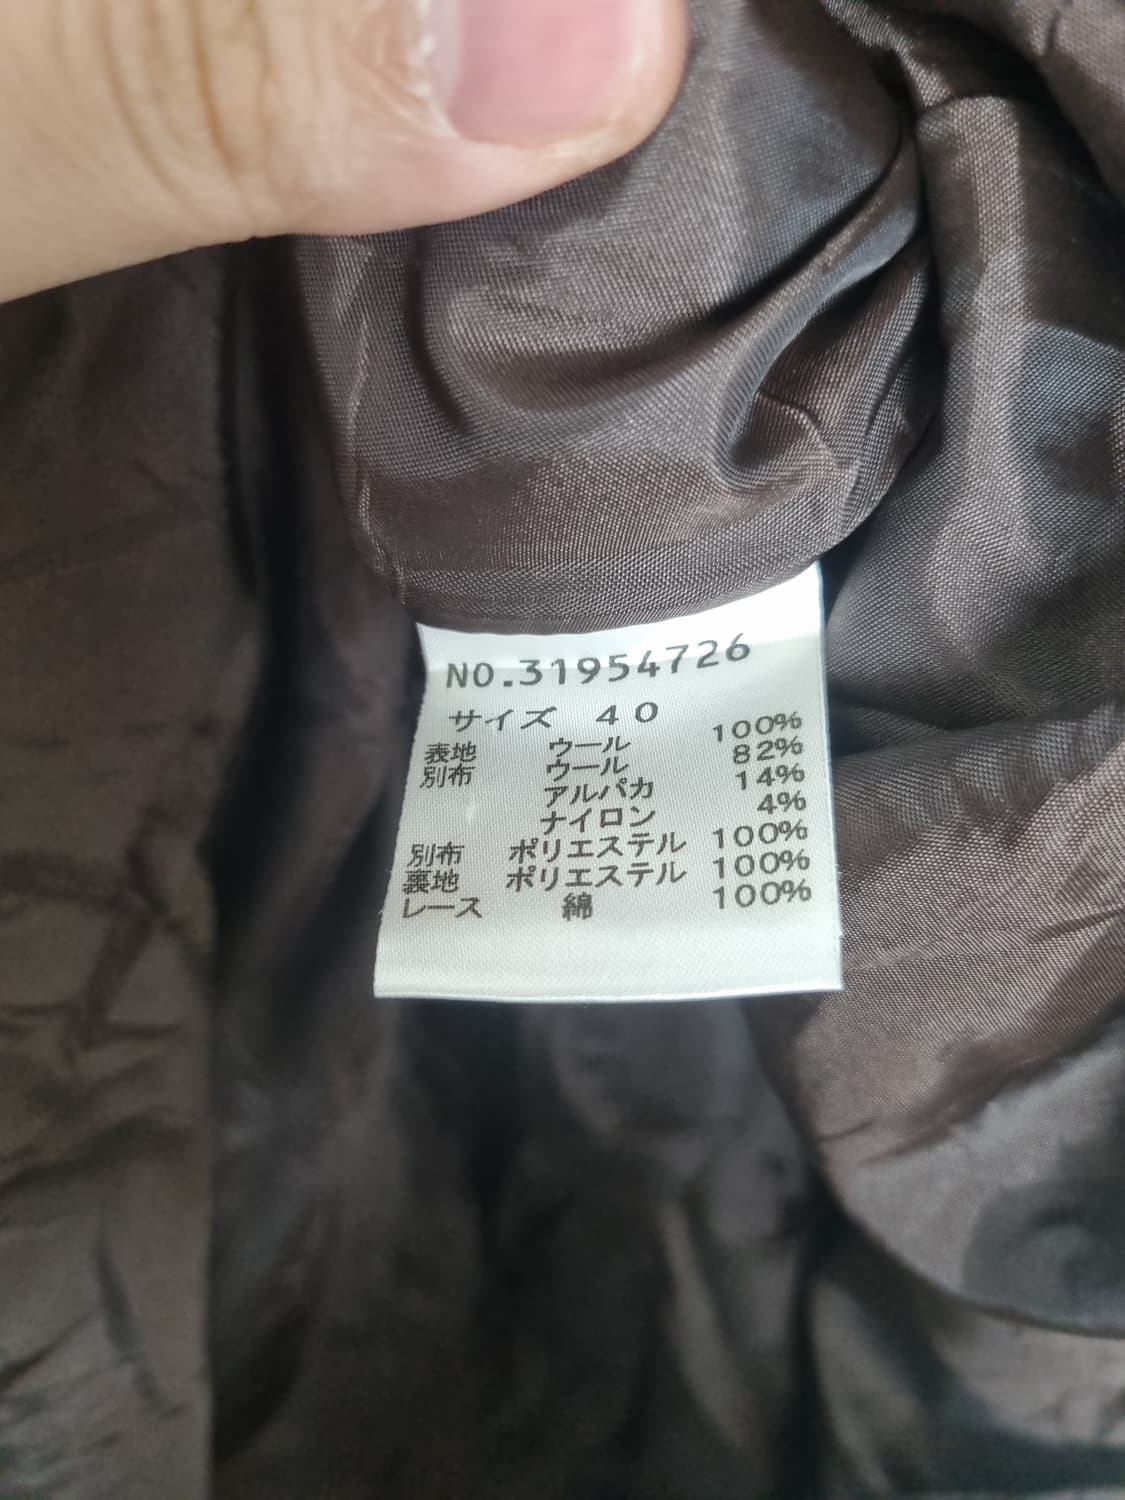 NO.31954726
サイズ 40
表地 ウール 100%
別布 ウール 82%
アルパカ 14%
ナイロン 4%
別布 ポリエステル 100%
裏地 ポリエステル 100%
レース 綿 100%